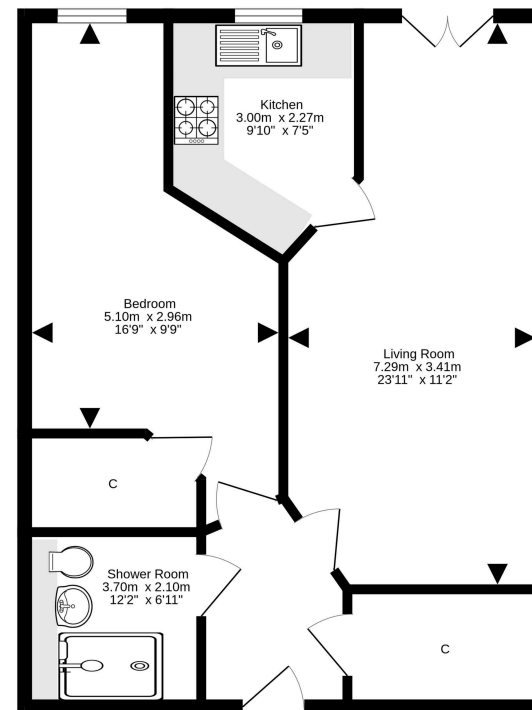 Kitchen
3.00m x 2.27m
9'10" x 7'5"
Bedroom
5.10m x 2.96m
16'9" x 9'9"
Living Room
7.29m x 3.41m
23'11" x 11'2"
C
Shower Room
3.70m x 2.10m
12'2" x 6'11"
C